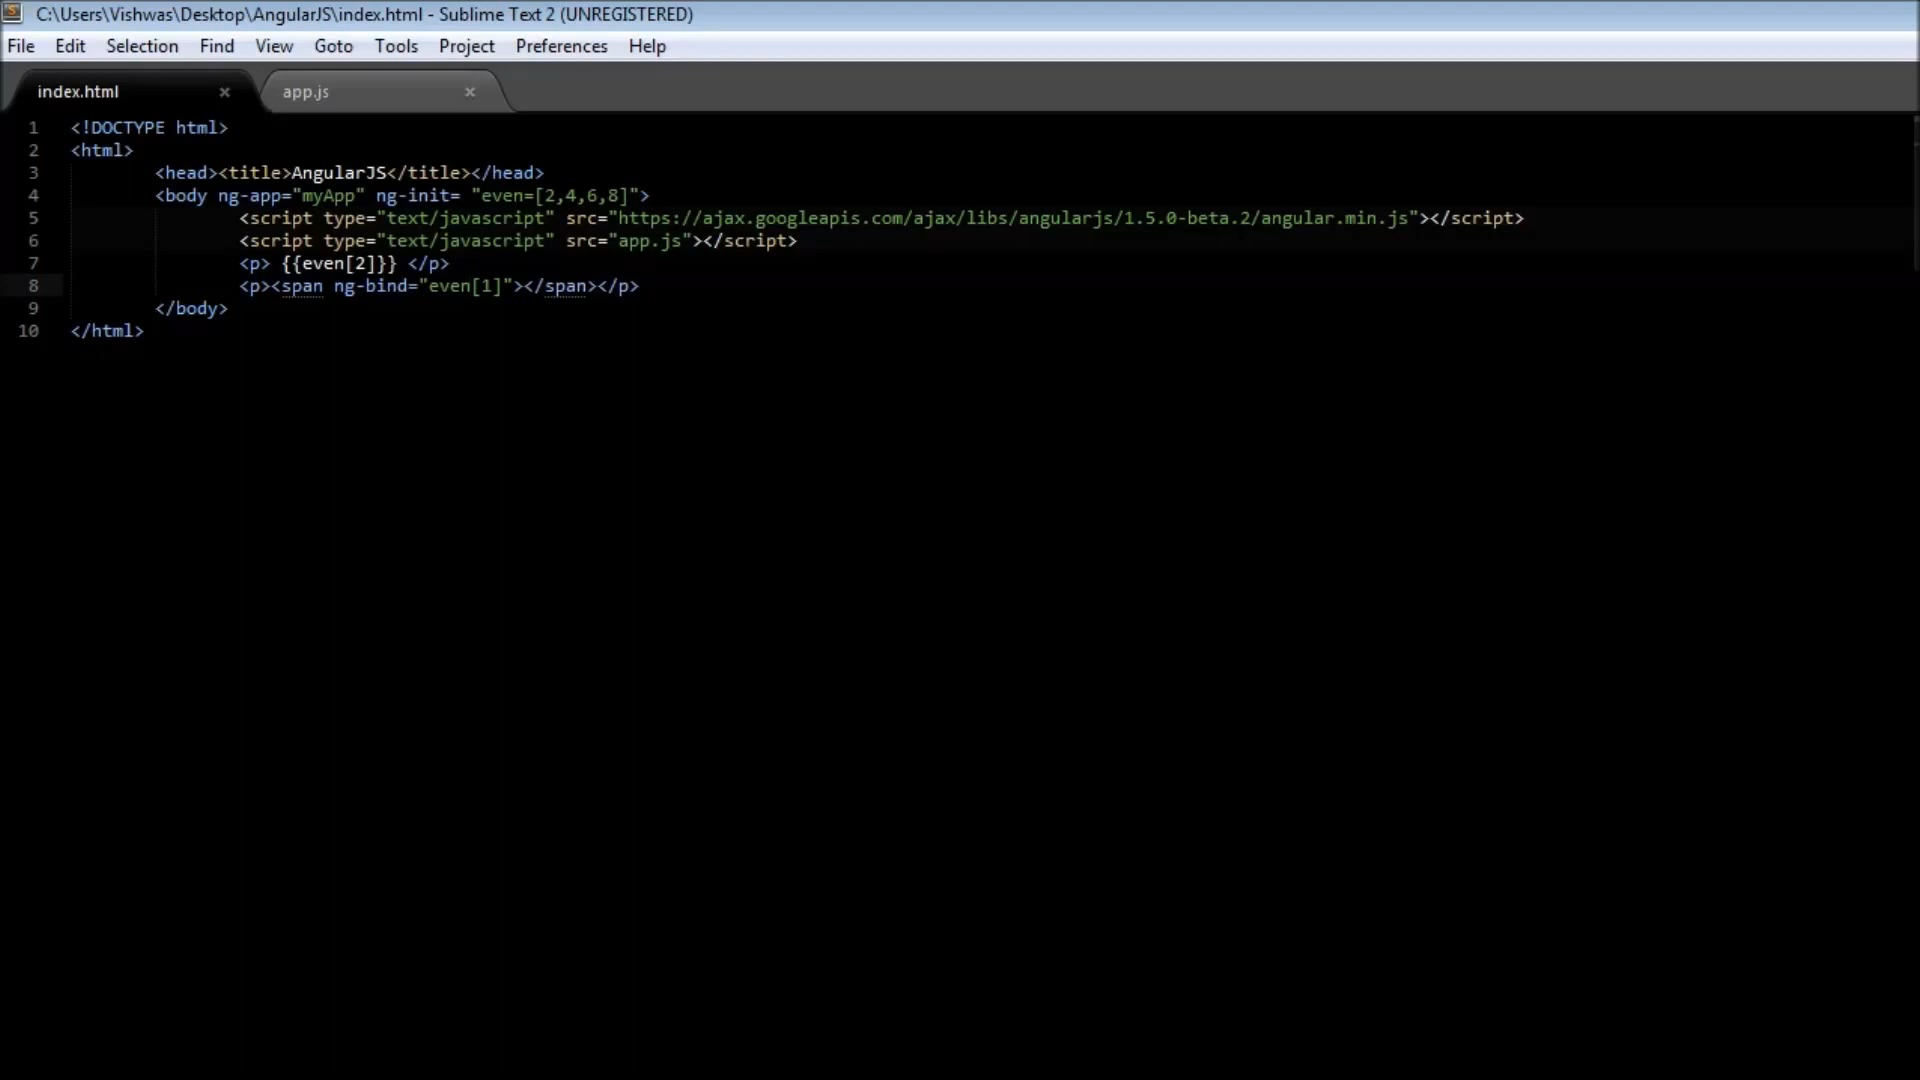 C:\Users\Vishwas\Desktop\AngularJS\index.html - Sublime Text 2 (UNREGISTERED)
File Edit Selection Find View Goto Tools Project Preferences Help
index.html × app.js ×
1 <!DOCTYPE html>
2 <html>
3 <head><title>AngularJS</title></head>
4 <body ng-app="myApp" ng-init= "even=[2,4,6,8]">
5 <script type="text/javascript" src="https://ajax.googleapis.com/ajax/libs/angularjs/1.5.0-beta.2/angular.min.js"></script>
6 <script type="text/javascript" src="app.js"></script>
7 <p> {{even[2]}} </p>
8 <p><span ng-bind="even[1]"></span></p>
9 </body>
10 </html>